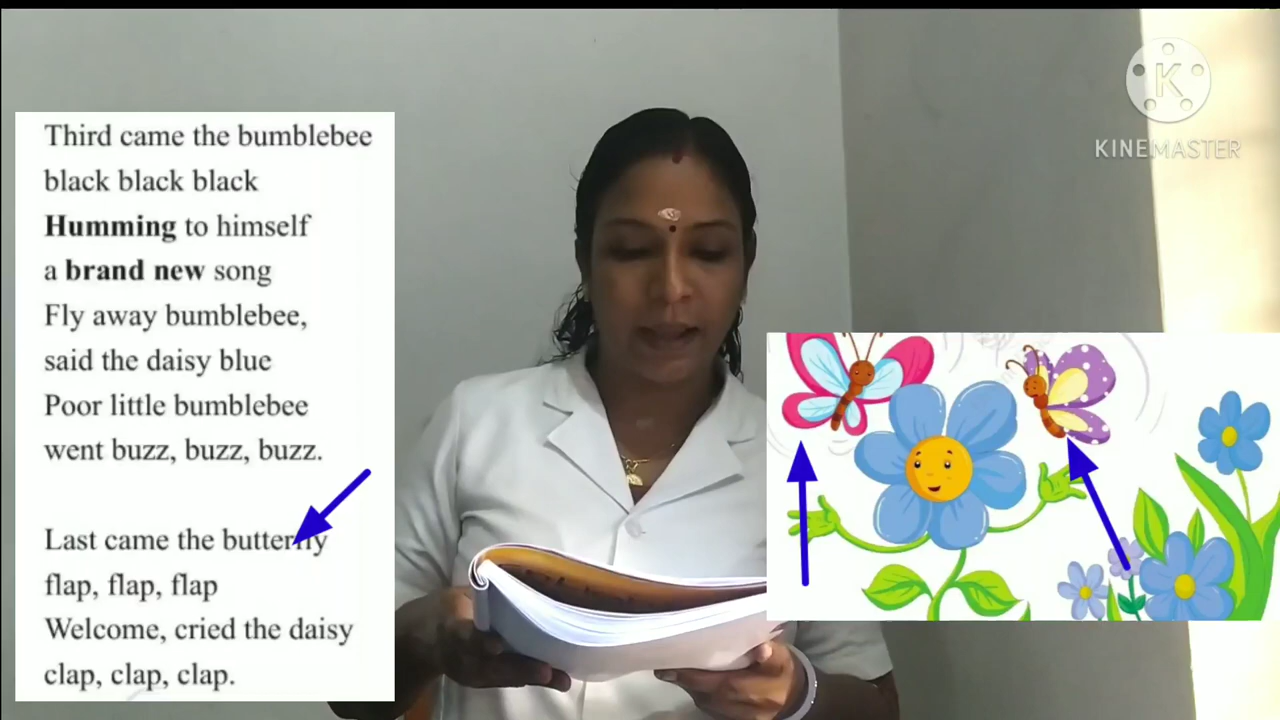 Third came the bumblebee
black black black
Humming to himself
a brand new song
Fly away bumblebee,
said the daisy blue
Poor little bumblebee
went buzz, buzz, buzz.
Last came the butterfly
flap, flap, flap
Welcome, cried the daisy
clap, clap, clap.
K
KINEMASTER